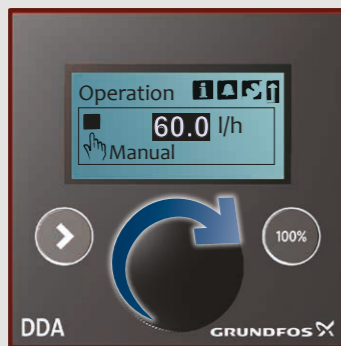 Operation i
60.0 l/h
Manual
100%
DDA GRUNDFOS